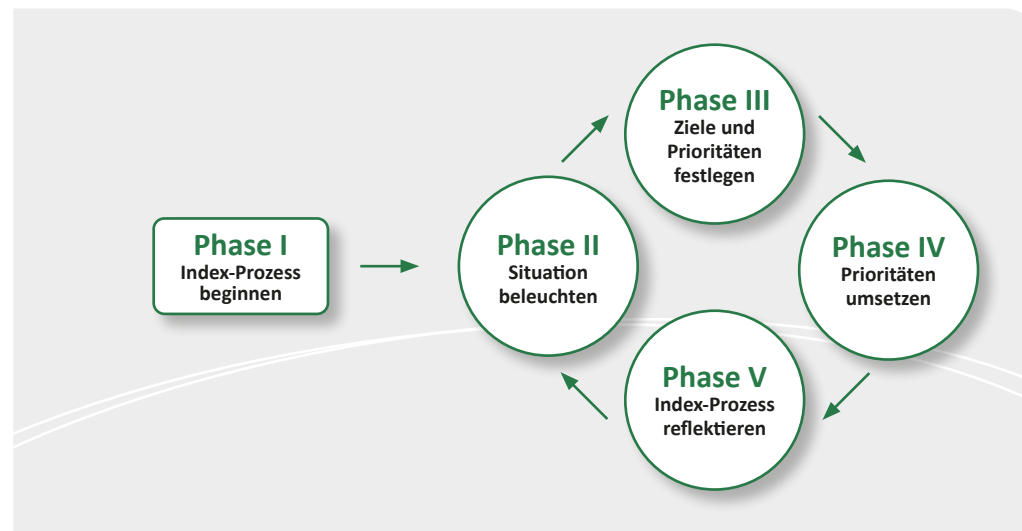 Phase I
Index-Prozess
beginnen
Phase II
Situation
beleuchten
Phase III
Ziele und
Prioritäten
festlegen
Phase IV
Prioritäten
umsetzen
Phase V
Index-Prozess
reflektieren